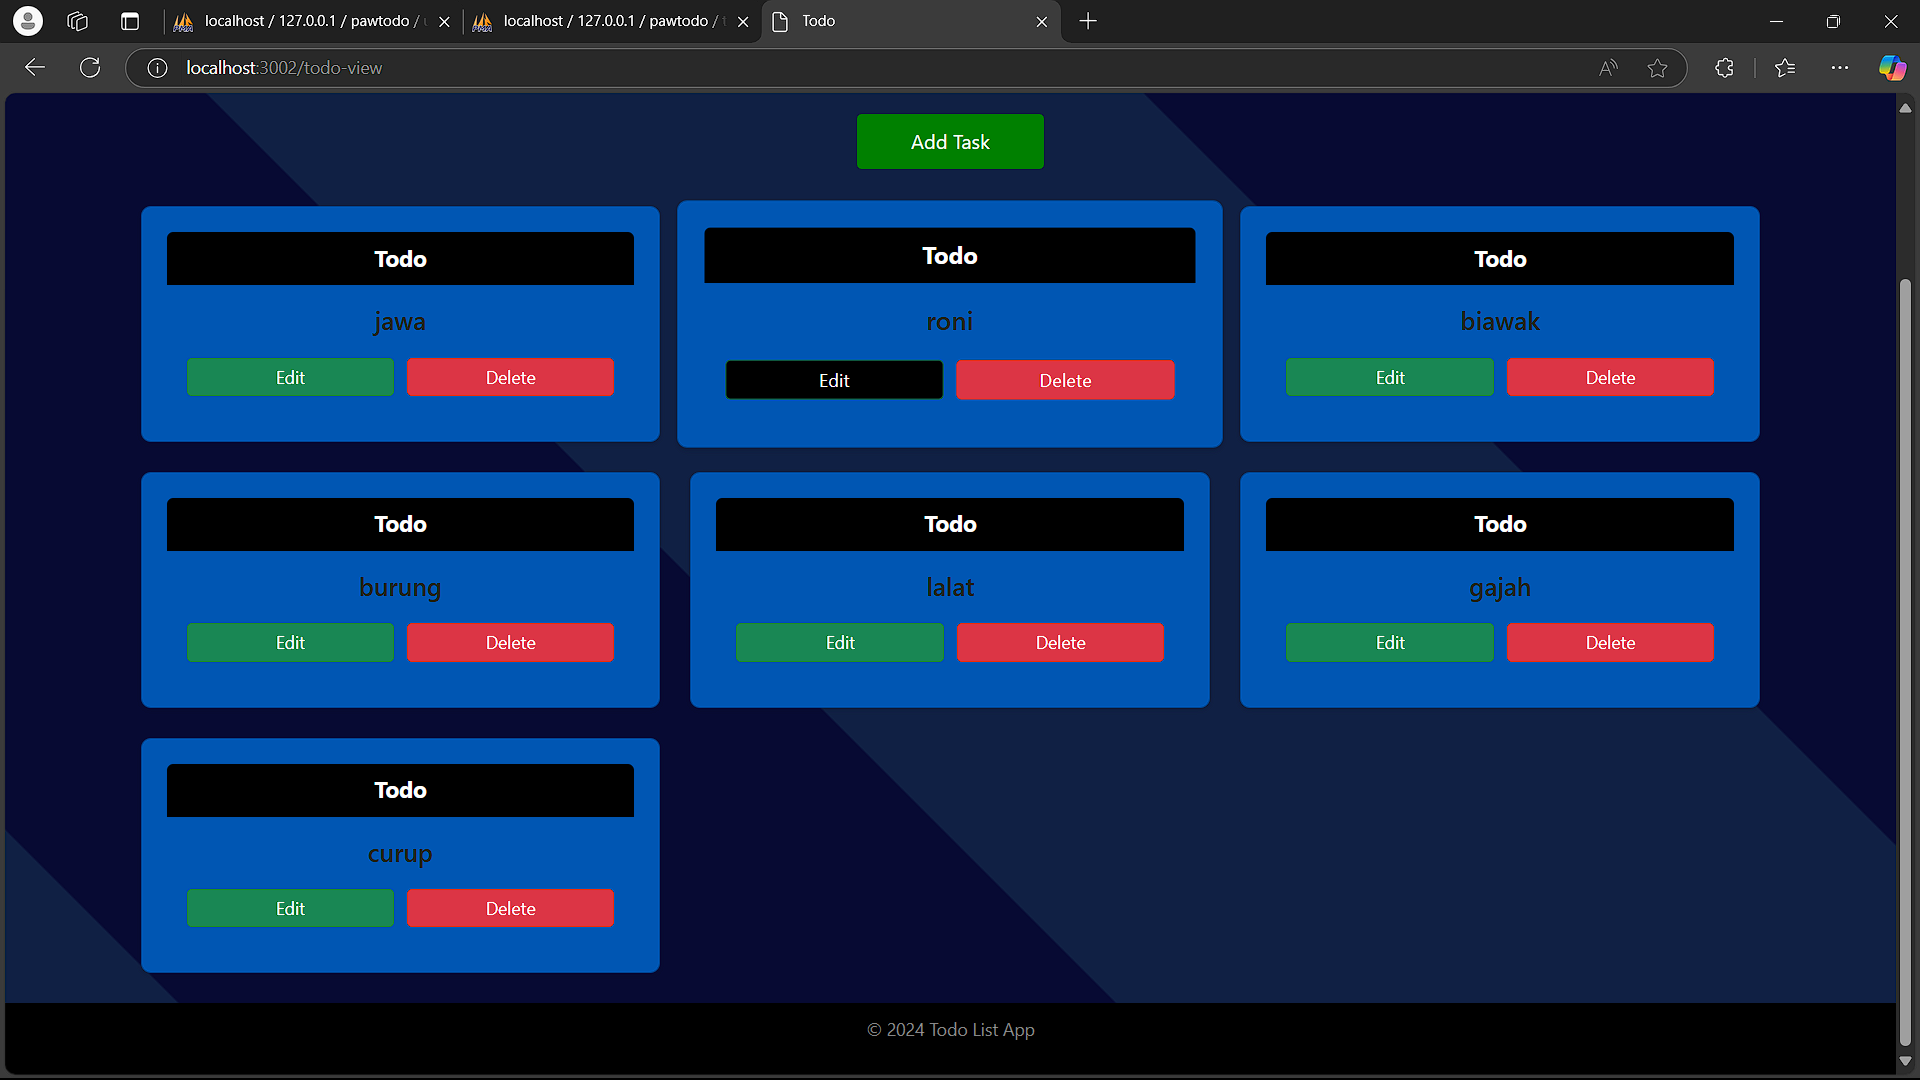 localhost / 127.0.0.1 / pawtodo /
localhost / 127.0.0.1 / pawtodo /
Todo
localhost:3002/todo-view
Add Task
Todo
jawa
Edit
Delete
Todo
roni
Edit
Delete
Todo
biawak
Edit
Delete
Todo
burung
Edit
Delete
Todo
lalat
Edit
Delete
Todo
gajah
Edit
Delete
Todo
curup
Edit
Delete
© 2024 Todo List App